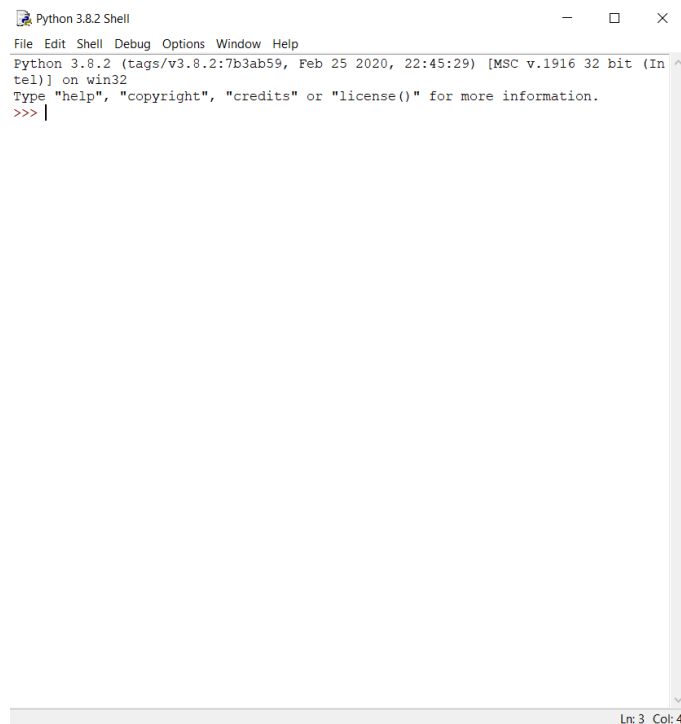 Python 3.8.2 Shell
File Edit Shell Debug Options Window Help
Python 3.8.2 (tags/v3.8.2:7b3ab59, Feb 25 2020, 22:45:29) [MSC v.1916 32 bit (In
tel)] on win32
Type "help", "copyright", "credits" or "license()" for more information.
>>>
Ln: 3 Col: 4